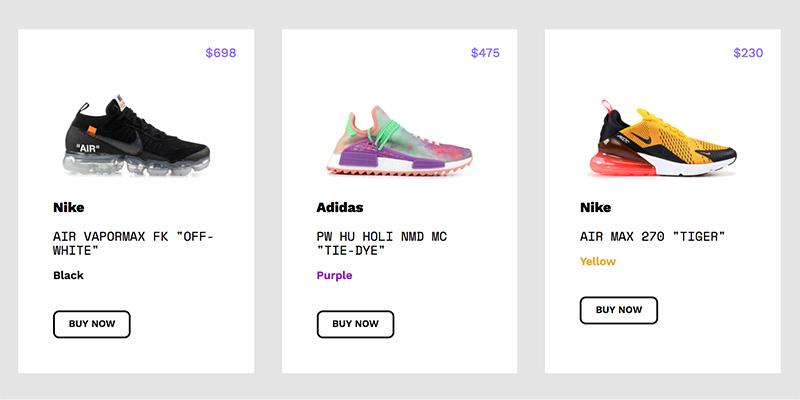 $698
"AIR"
Nike
AIR VAPORMAX FK "OFF-
WHITE"
Black
BUY NOW
$475
Adidas
PW HU HOLI NMD MC
"TIE-DYE"
Purple
BUY NOW
$230
Nike
AIR MAX 270 "TIGER"
Yellow
BUY NOW